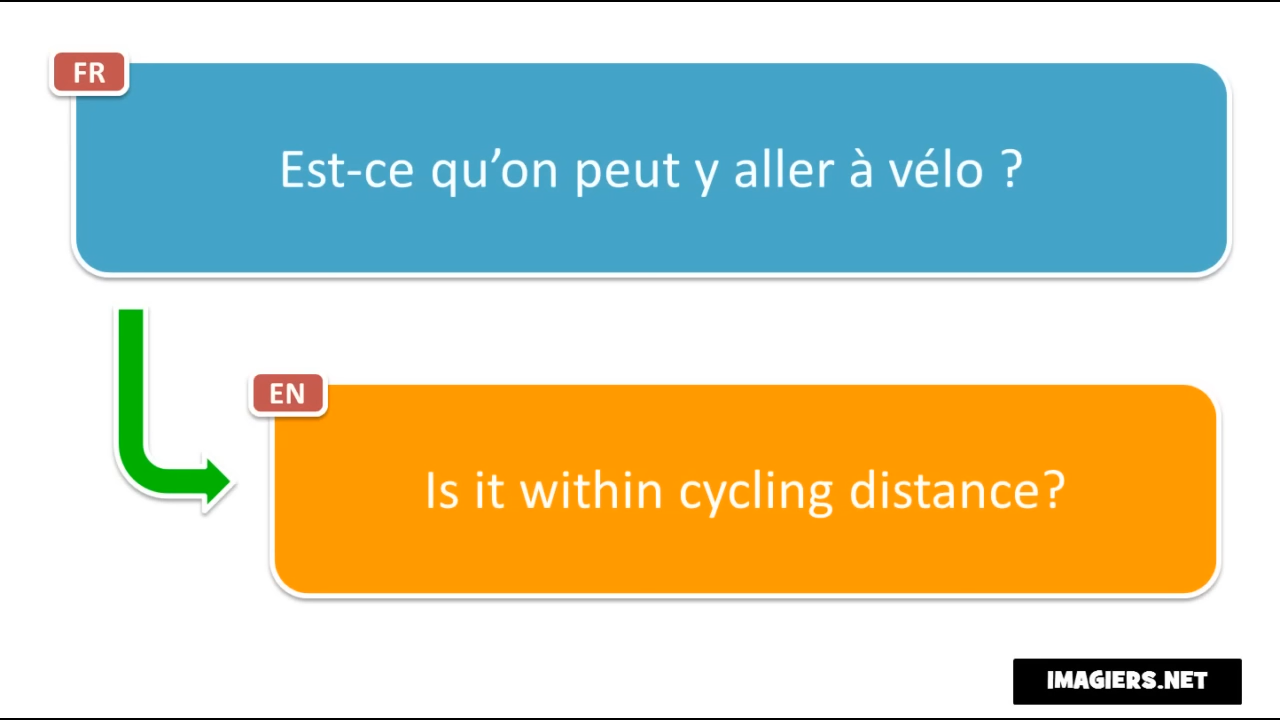 FR
Est-ce qu’on peut y aller à vélo ?
EN
Is it within cycling distance?
IMAGIERS.NET